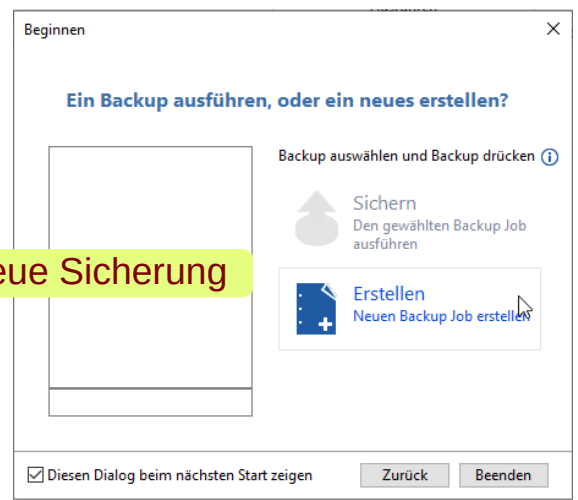 Beginnen
Ein Backup ausführen, oder ein neues erstellen?
Backup auswählen und Backup drücken
Sichern
Den gewählten Backup Job
ausführen
Sicherung
Erstellen
Neuen Backup Job erstellen
Diesen Dialog beim nächsten Start zeigen
Zurück
Beenden